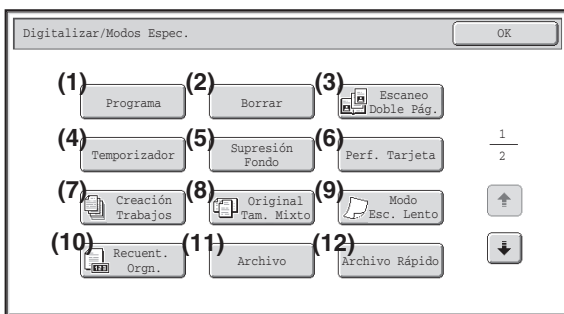 Digitalizar/Modos Espec.
OK
(1) Programa
(2) Borrar
(3) Escaneo
Doble Pág.
(4) Temporizador
(5) Supresión
Fondo
(6) Perf. Tarjeta
1
2
(7) Creación
Trabajos
(8) Original
Tam. Mixto
(9) Modo
Esc. Lento
(10) Recuent.
Orgn.
123
(11) Archivo
(12) Archivo Rápido